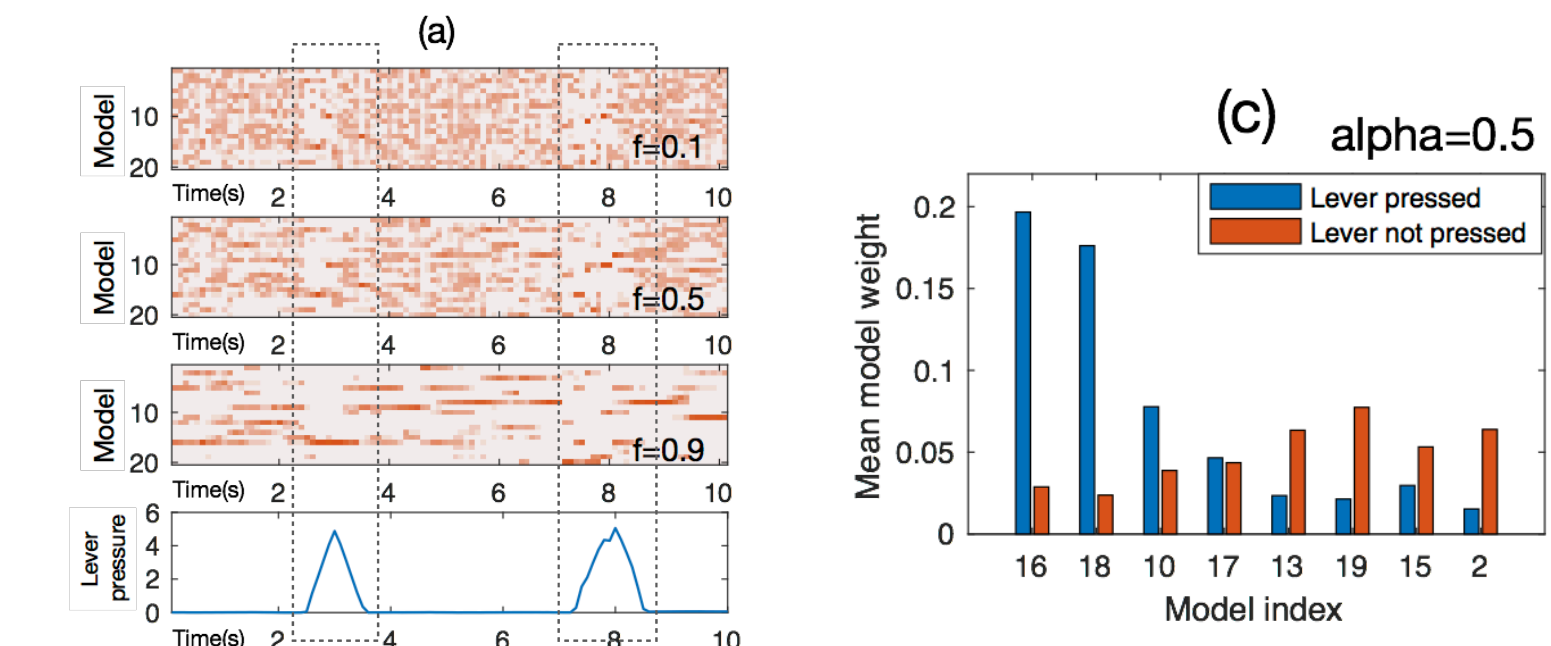 (a)
Model
10
20
f=0.1
Time(s) 2 4 6 8 10
Model
10
20
f=0.5
Time(s) 2 4 6 8 10
Model
10
20
f=0.9
Time(s) 2 4 6 8 10
Lever
pressure
6
4
2
0
Time(s) 2 4 6 8 10
(c)
alpha=0.5
Lever pressed
Lever not pressed
Mean model weight
0.2
0.15
0.1
0.05
0
16 18 10 17 13 19 15 2
Model index